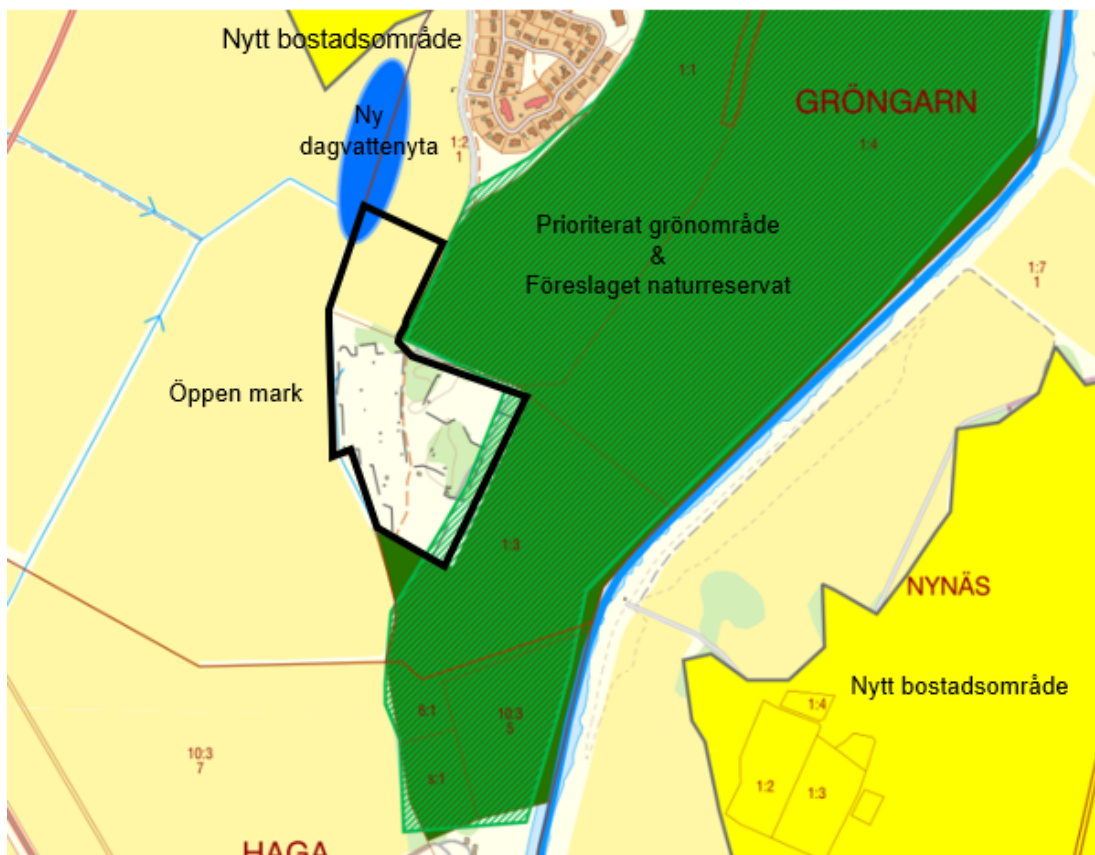 Nytt bostadsområde
1:1
GRÖNGARN
Ny
dagvattenyta
1:2
1
1:4
Prioriterat grönområde
&
Föreslaget naturreservat
1:7
1
Öppen mark
1:3
NYNÄS
Nytt bostadsområde
6:1
10:3
5
1:4
10:3
7
s:1
1:2
1:3
HAGA